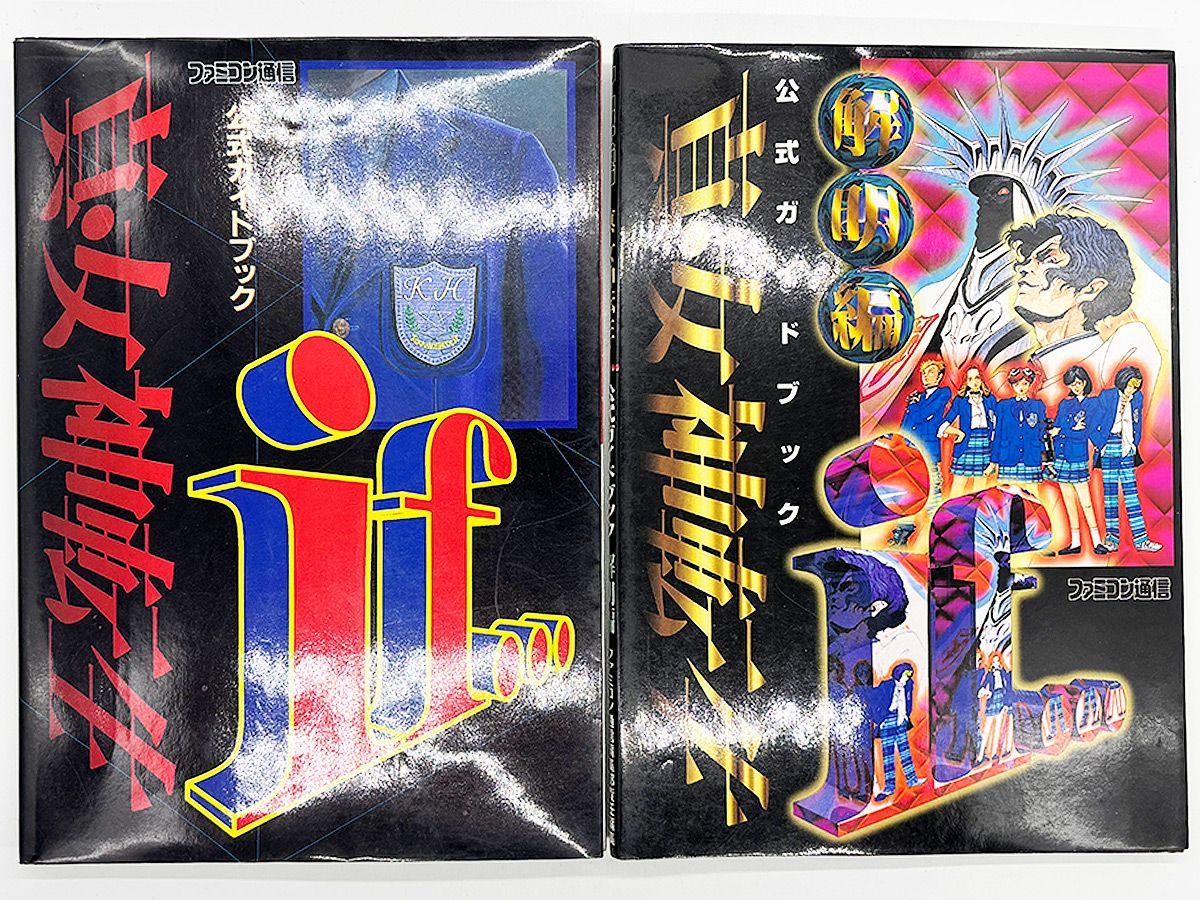 ファミコン通信
真・女神転生
公式ガイドブック
KH
if...
公式ガイドブック
解明編
真・女神転生
if...
ファミコン通信